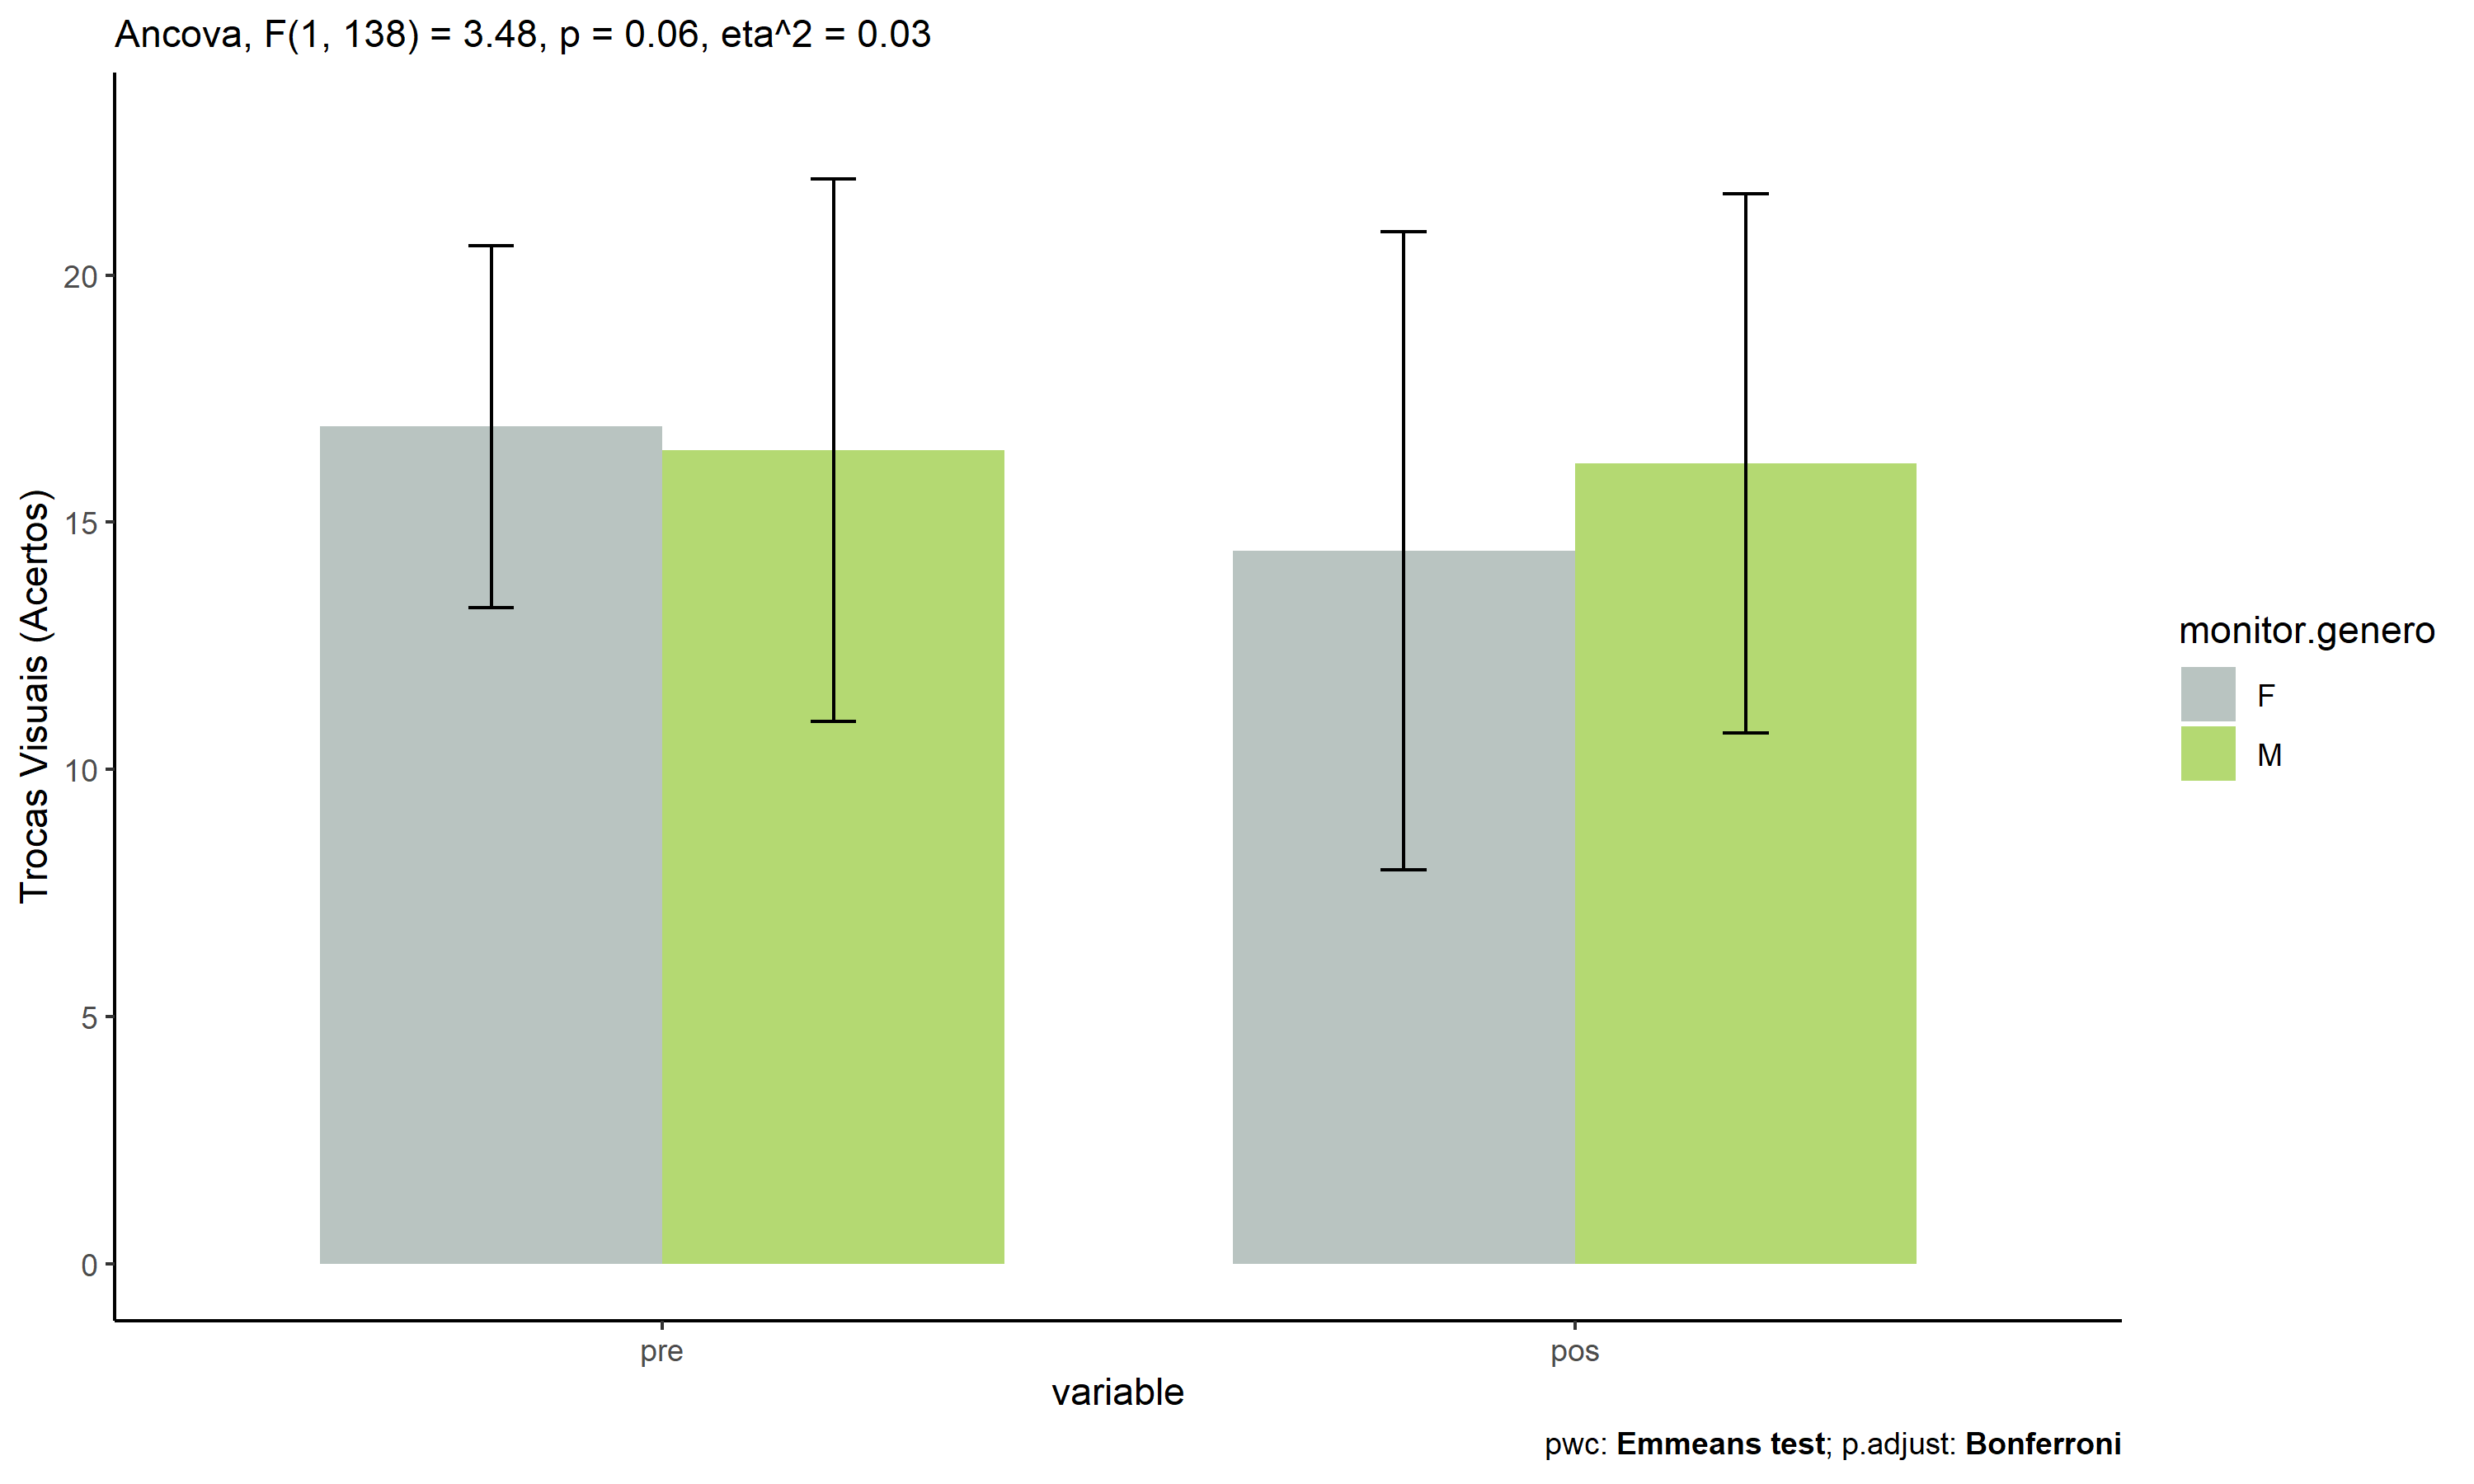 Ancova, F(1, 138) = 3.48, p = 0.06, eta^2 = 0.03
Trocas Visuais (Acertos)
20
15
10
5
0
pre
pos
variable
monitor.genero
F
M
pwc: Emmeans test; p.adjust: Bonferroni